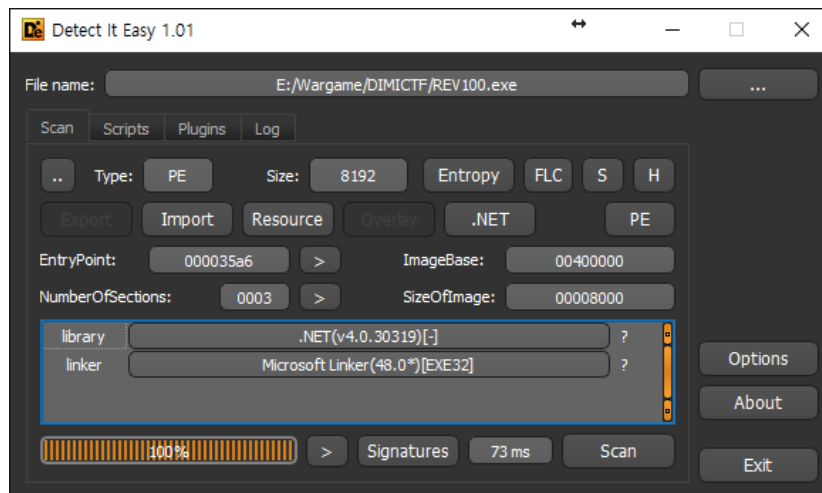 Detect It Easy 1.01
File name: E:/Wargame/DIMICTF/REV100.exe ...
Scan Scripts Plugins Log
.. Type: PE Size: 8192 Entropy FLC S H
Export Import Resource Overlay .NET PE
EntryPoint: 000035a6 > ImageBase: 00400000
NumberOfSections: 0003 > SizeOfImage: 00008000
library .NET(v4.0.30319)[-] ?
linker Microsoft Linker(48.0*)[EXE32] ?
Options
About
100% > Signatures 73 ms Scan
Exit